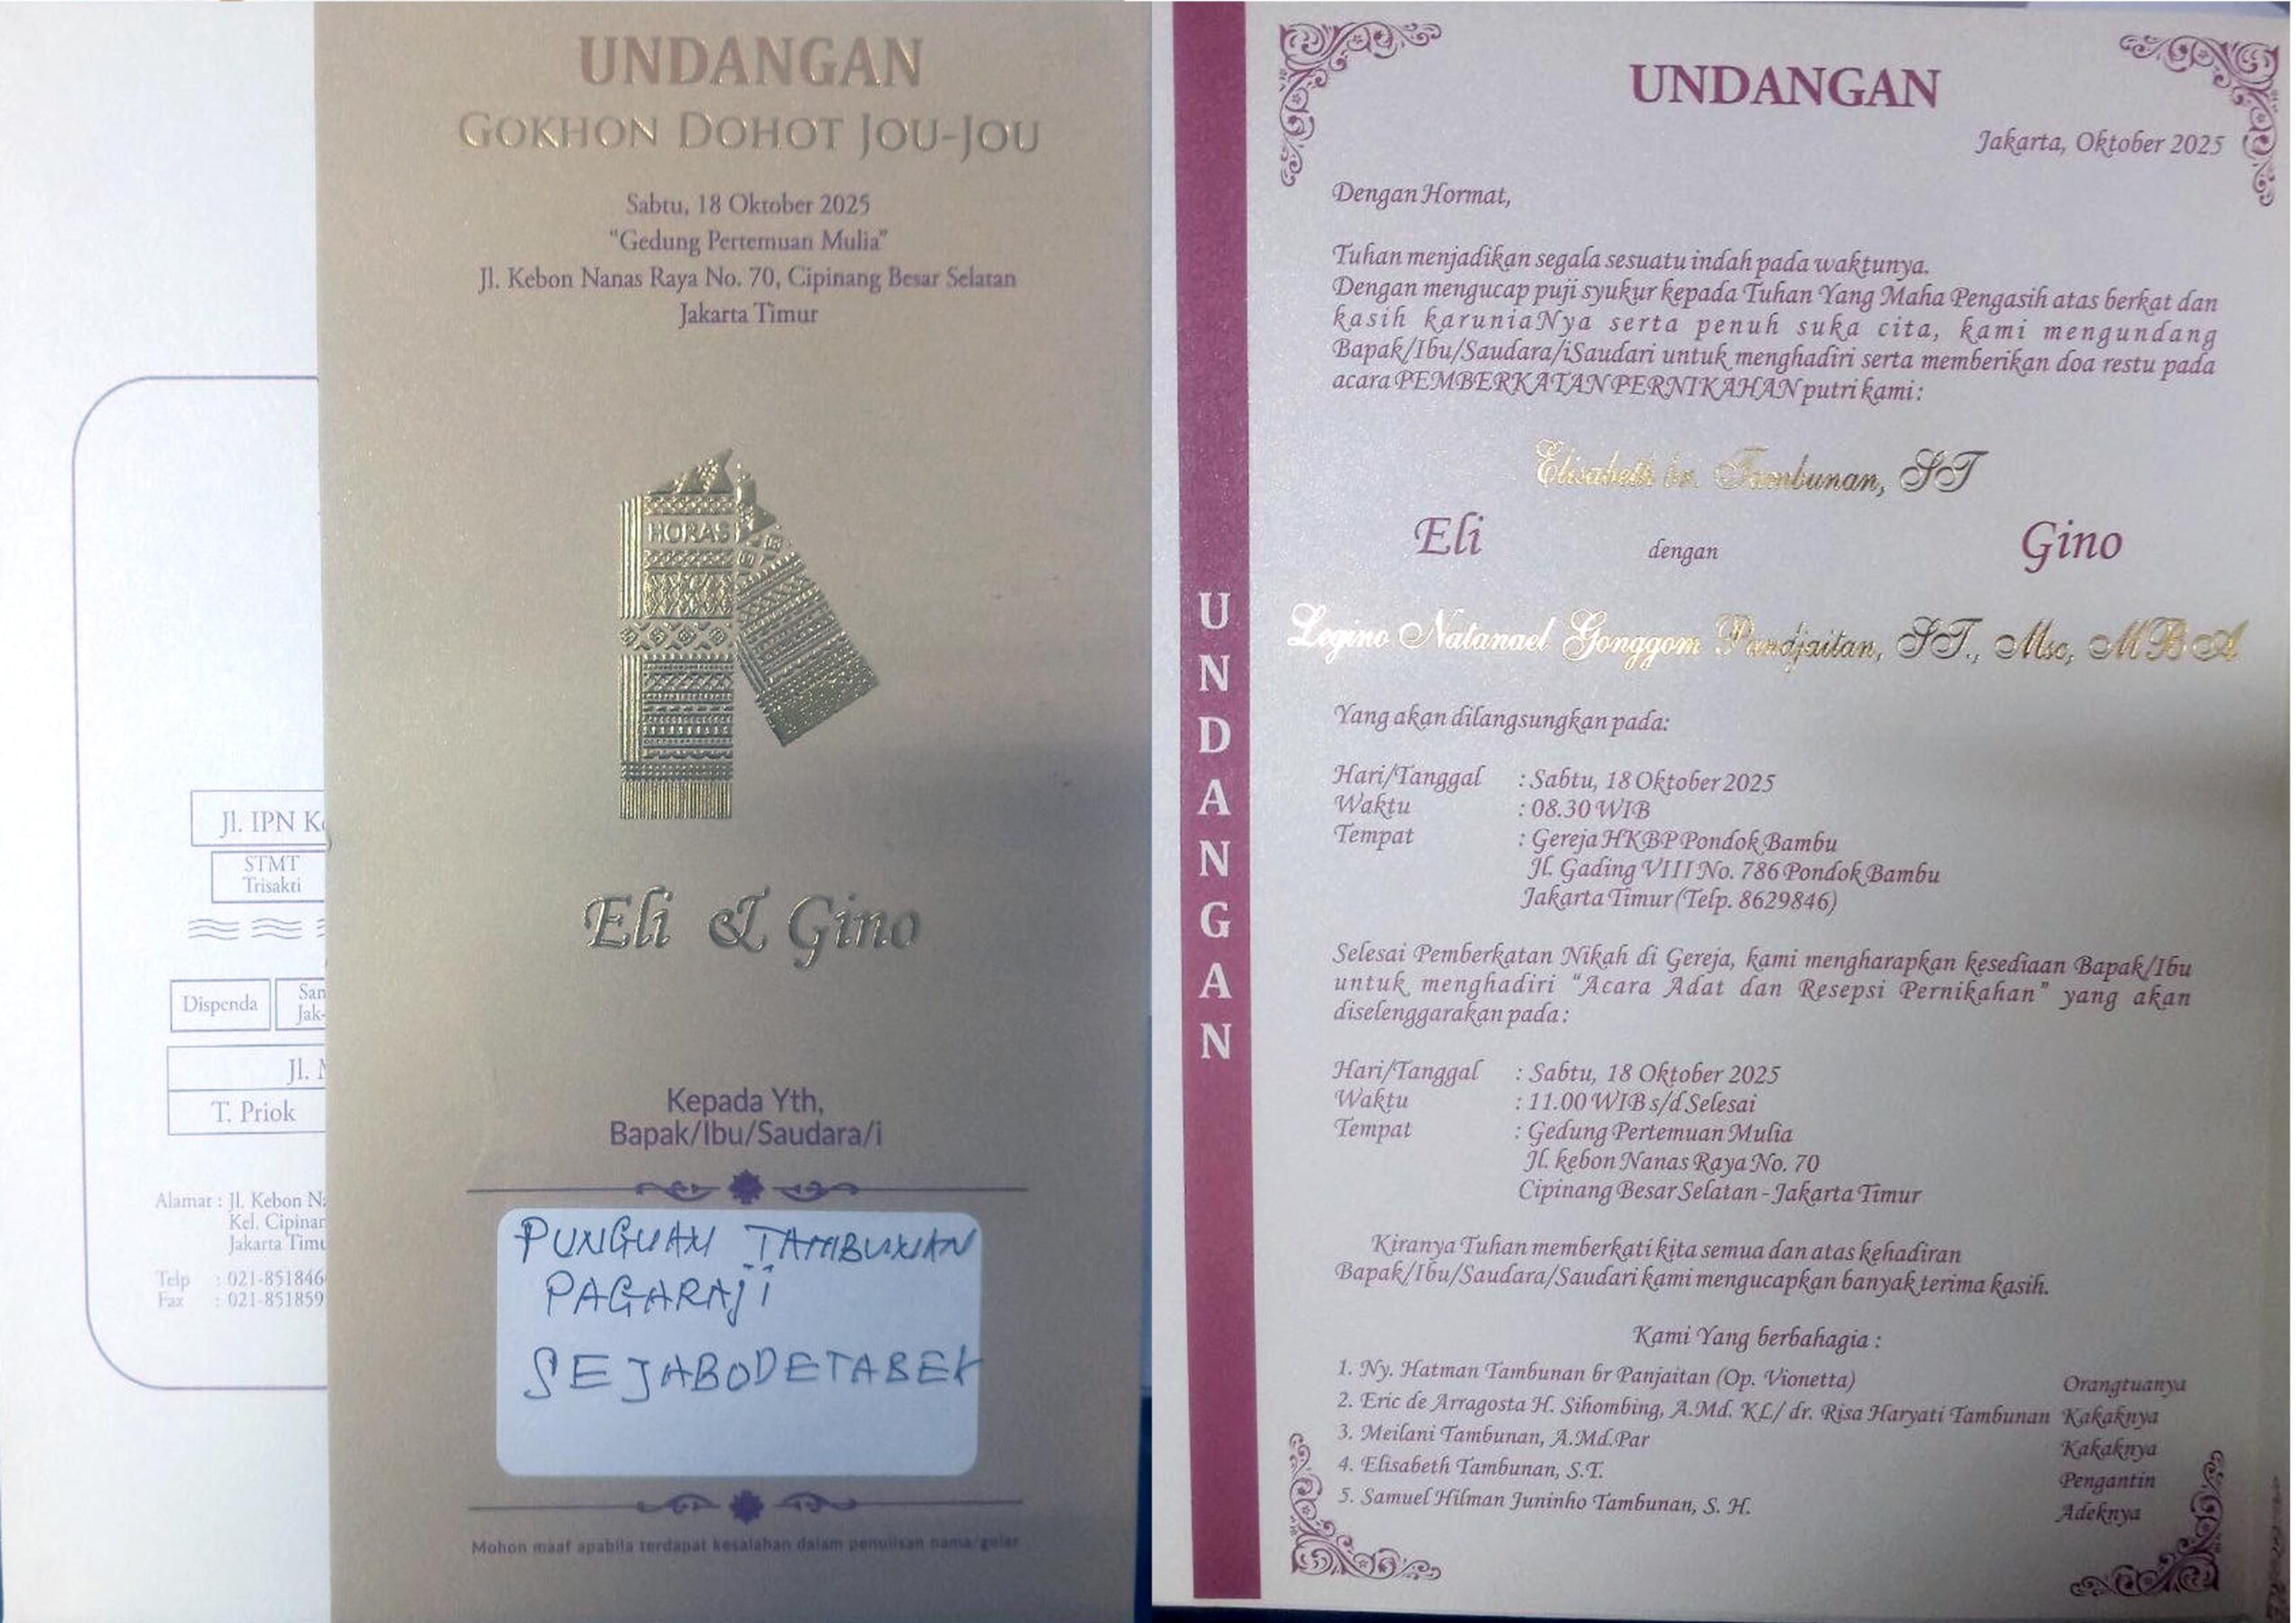 Jl. IPN
STMT
Trisakti
Dispenda
Jl.
T. Priok
Alamat : Jl. Kebon
Kel.
Jakarta
Telp : 021-851846
Fax : 021-851859
UNDANGAN
GOKHON DOHOT JOU-JOU
Sabtu, 18 Oktober 2025
“Gedung Pertemuan Mulia”
Jl. Kebon Nanas Raya No. 70, Cipinang Besar Selatan
Jakarta Timur
HORAS
Eli & Gino
Kepada Yth,
Bapak/Ibu/Saudara/i
PUNGUAN TAMBUNAN
PAGARAJI
SEJABODETABEK
Mohon maaf apabila terdapat kesalahan dalam penulisan nama/gelar
UNDANGAN
UNDANGAN
Jakarta, Oktober 2025
Dengan Hormat,
Tuhan menjadikan segala sesuatu indah pada waktunya.
Dengan mengucap puji syukur kepada Tuhan Yang Maha Pengasih atas berkat dan
kasih karuniaNya serta penuh suka cita, kami mengundang
Bapak/Ibu/Saudara/iSaudari untuk menghadiri serta memberikan doa restu pada
acara PEMBERKATAN PERNIKAHAN putri kami :
Elisabeth br. Tambunan, ST
Eli dengan Gino
Legino Natanael Gonggom Pandjaitan, ST., Msc, MBA
Yang akan dilangsungkan pada:
Hari/Tanggal : Sabtu, 18 Oktober 2025
Waktu : 08.30 WIB
Tempat : Gereja HKBP Pondok Bambu
Jl. Gading VIII No. 786 Pondok Bambu
Jakarta Timur (Telp. 8629846)
Selesai Pemberkatan Nikah di Gereja, kami mengharapkan kesediaan Bapak/Ibu
untuk menghadiri “Acara Adat dan Resepsi Pernikahan” yang akan
diselenggarakan pada :
Hari/Tanggal : Sabtu, 18 Oktober 2025
Waktu : 11.00 WIB s/d Selesai
Tempat : Gedung Pertemuan Mulia
Jl. kebon Nanas Raya No. 70
Cipinang Besar Selatan - Jakarta Timur
Kiranya Tuhan memberkati kita semua dan atas kehadiran
Bapak/Ibu/Saudara/Saudari kami mengucapkan banyak terima kasih.
Kami Yang berbahagia :
1. Ny. Hatman Tambunan br Panjaitan (Op. Vionetta) Orangtuanya
2. Eric de Arragosta H. Sihombing, A.Md. KL/ dr. Risa Haryati Tambunan Kakaknya
3. Meilani Tambunan, A.Md.Par Kakaknya
4. Elisabeth Tambunan, S.T. Pengantin
5. Samuel Hilman Juninho Tambunan, S. H. Adeknya